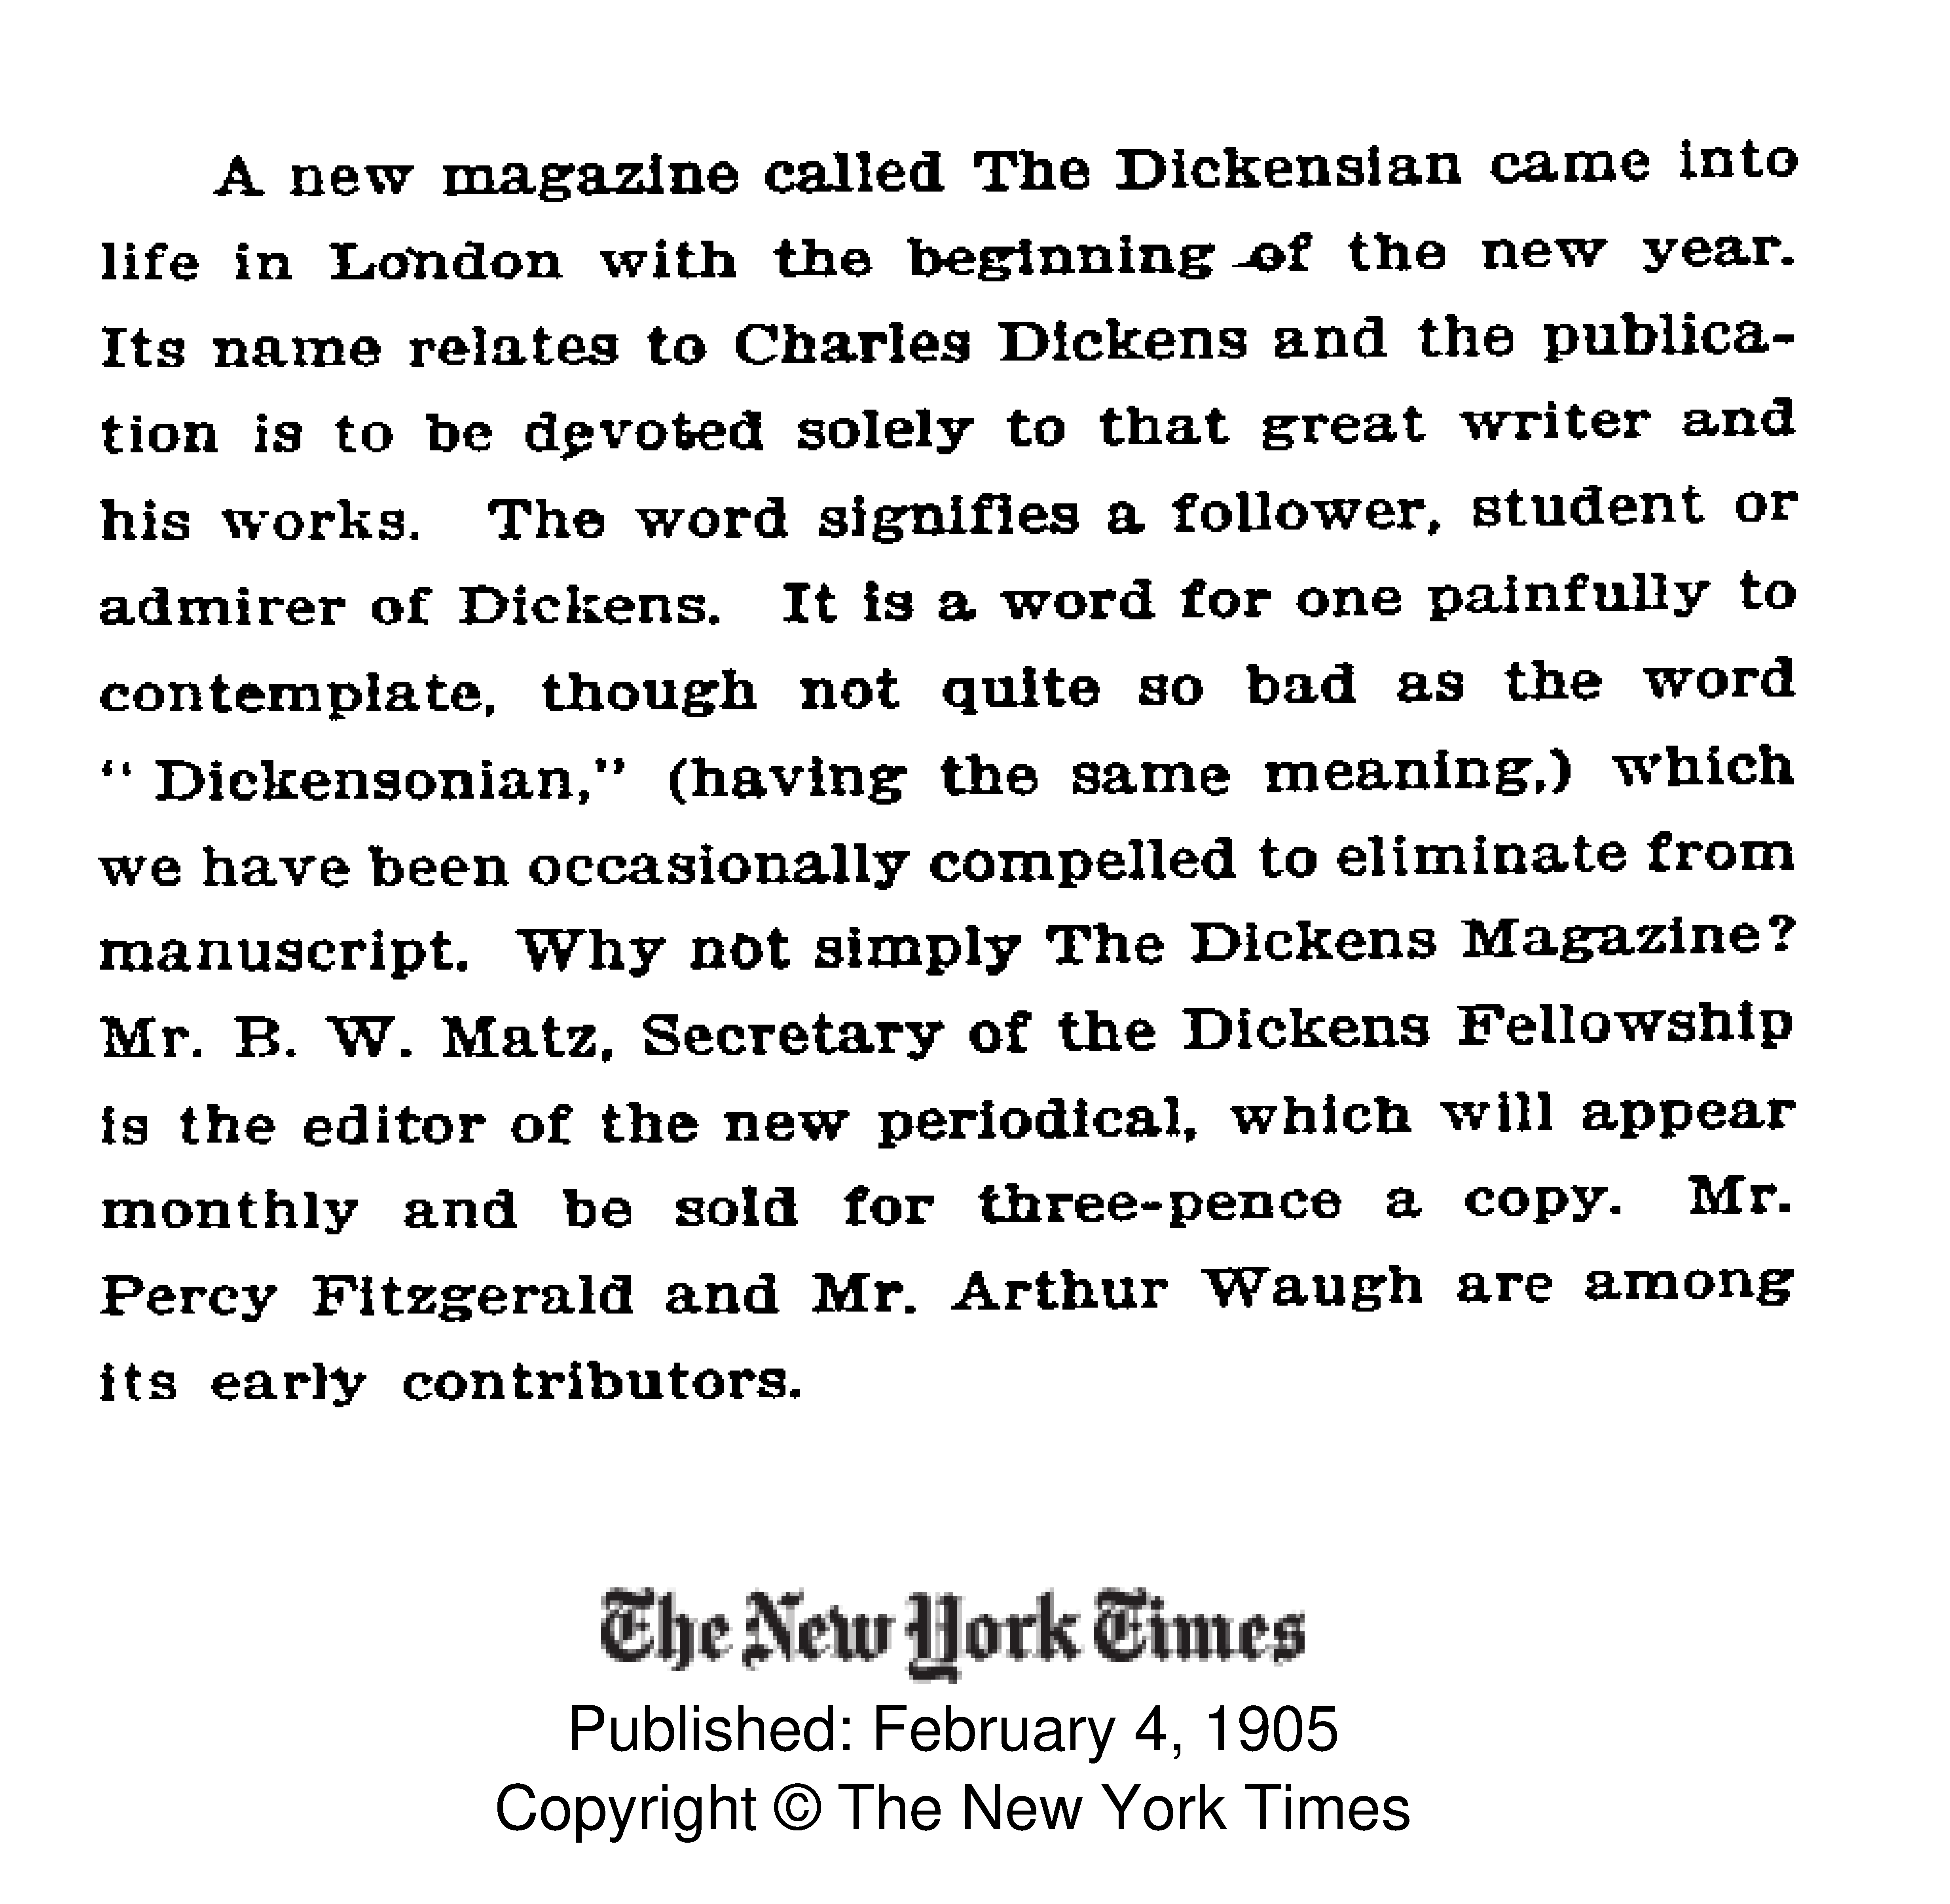 A new magazine called The Dickensian came into
life in London with the beginning of the new year.
Its name relates to Charles Dickens and the publica-
tion is to be devoted solely to that great writer and
his works. The word signifies a follower, student or
admirer of Dickens. It is a word for one painfully to
contemplate, though not quite so bad as the word
"Dickensonian," (having the same meaning,) which
we have been occasionally compelled to eliminate from
manuscript. Why not simply The Dickens Magazine?
Mr. B. W. Matz, Secretary of the Dickens Fellowship
is the editor of the new periodical, which will appear
monthly and be sold for three-pence a copy. Mr.
Percy Fitzgerald and Mr. Arthur Waugh are among
its early contributors.
The New York Times
Published: February 4, 1905
Copyright © The New York Times